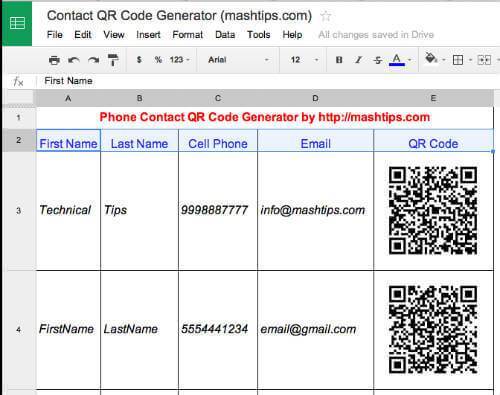 Contact QR Code Generator (mashtips.com)
File Edit View Insert Format Data Tools Help All changes saved in Drive
$ % 123 Arial 12 B I S A
fx First Name
A B C D E
1 Phone Contact QR Code Generator by http://mashtips.com
2 First Name Last Name Cell Phone Email QR Code
3 Technical Tips 9998887777 info@mashtips.com
4 FirstName LastName 5554441234 email@gmail.com